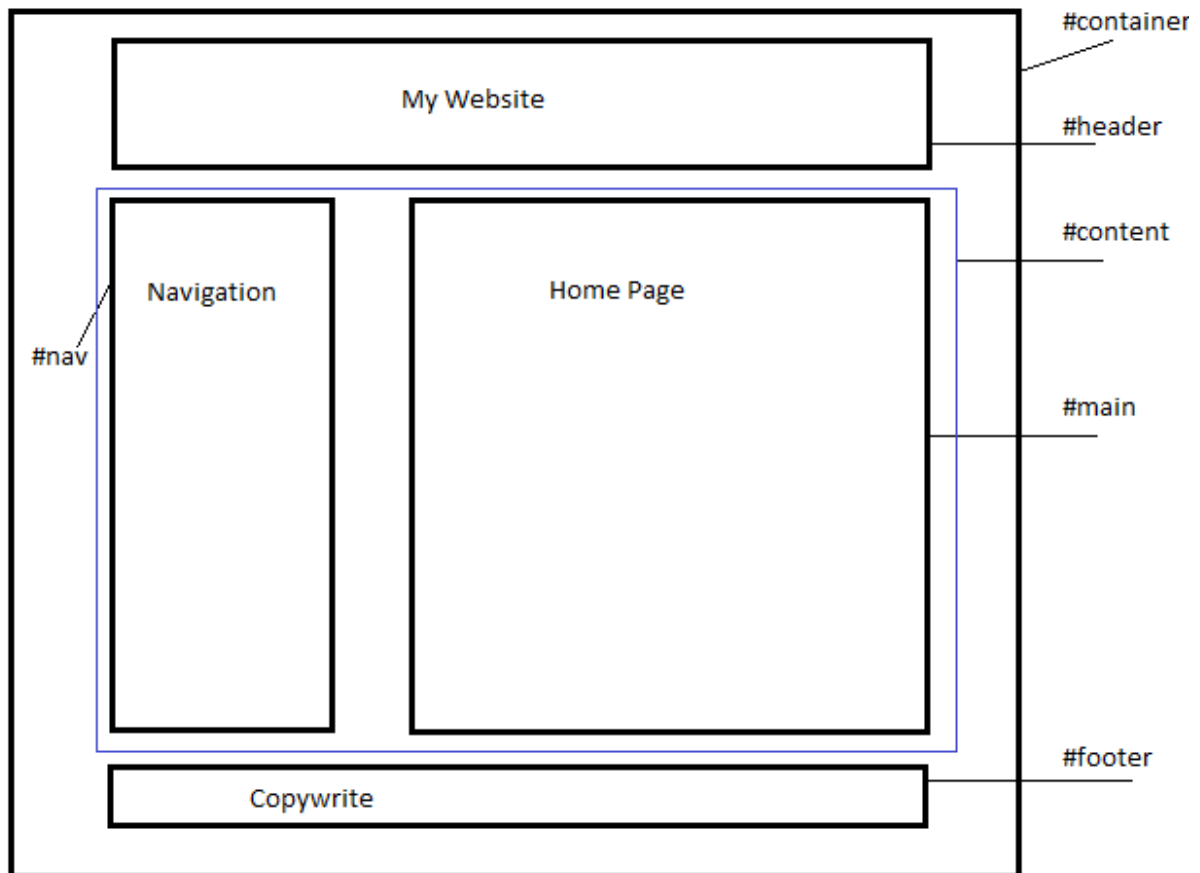 #container
My Website
#header
#content
Navigation
Home Page
#nav
#main
#footer
Copywrite